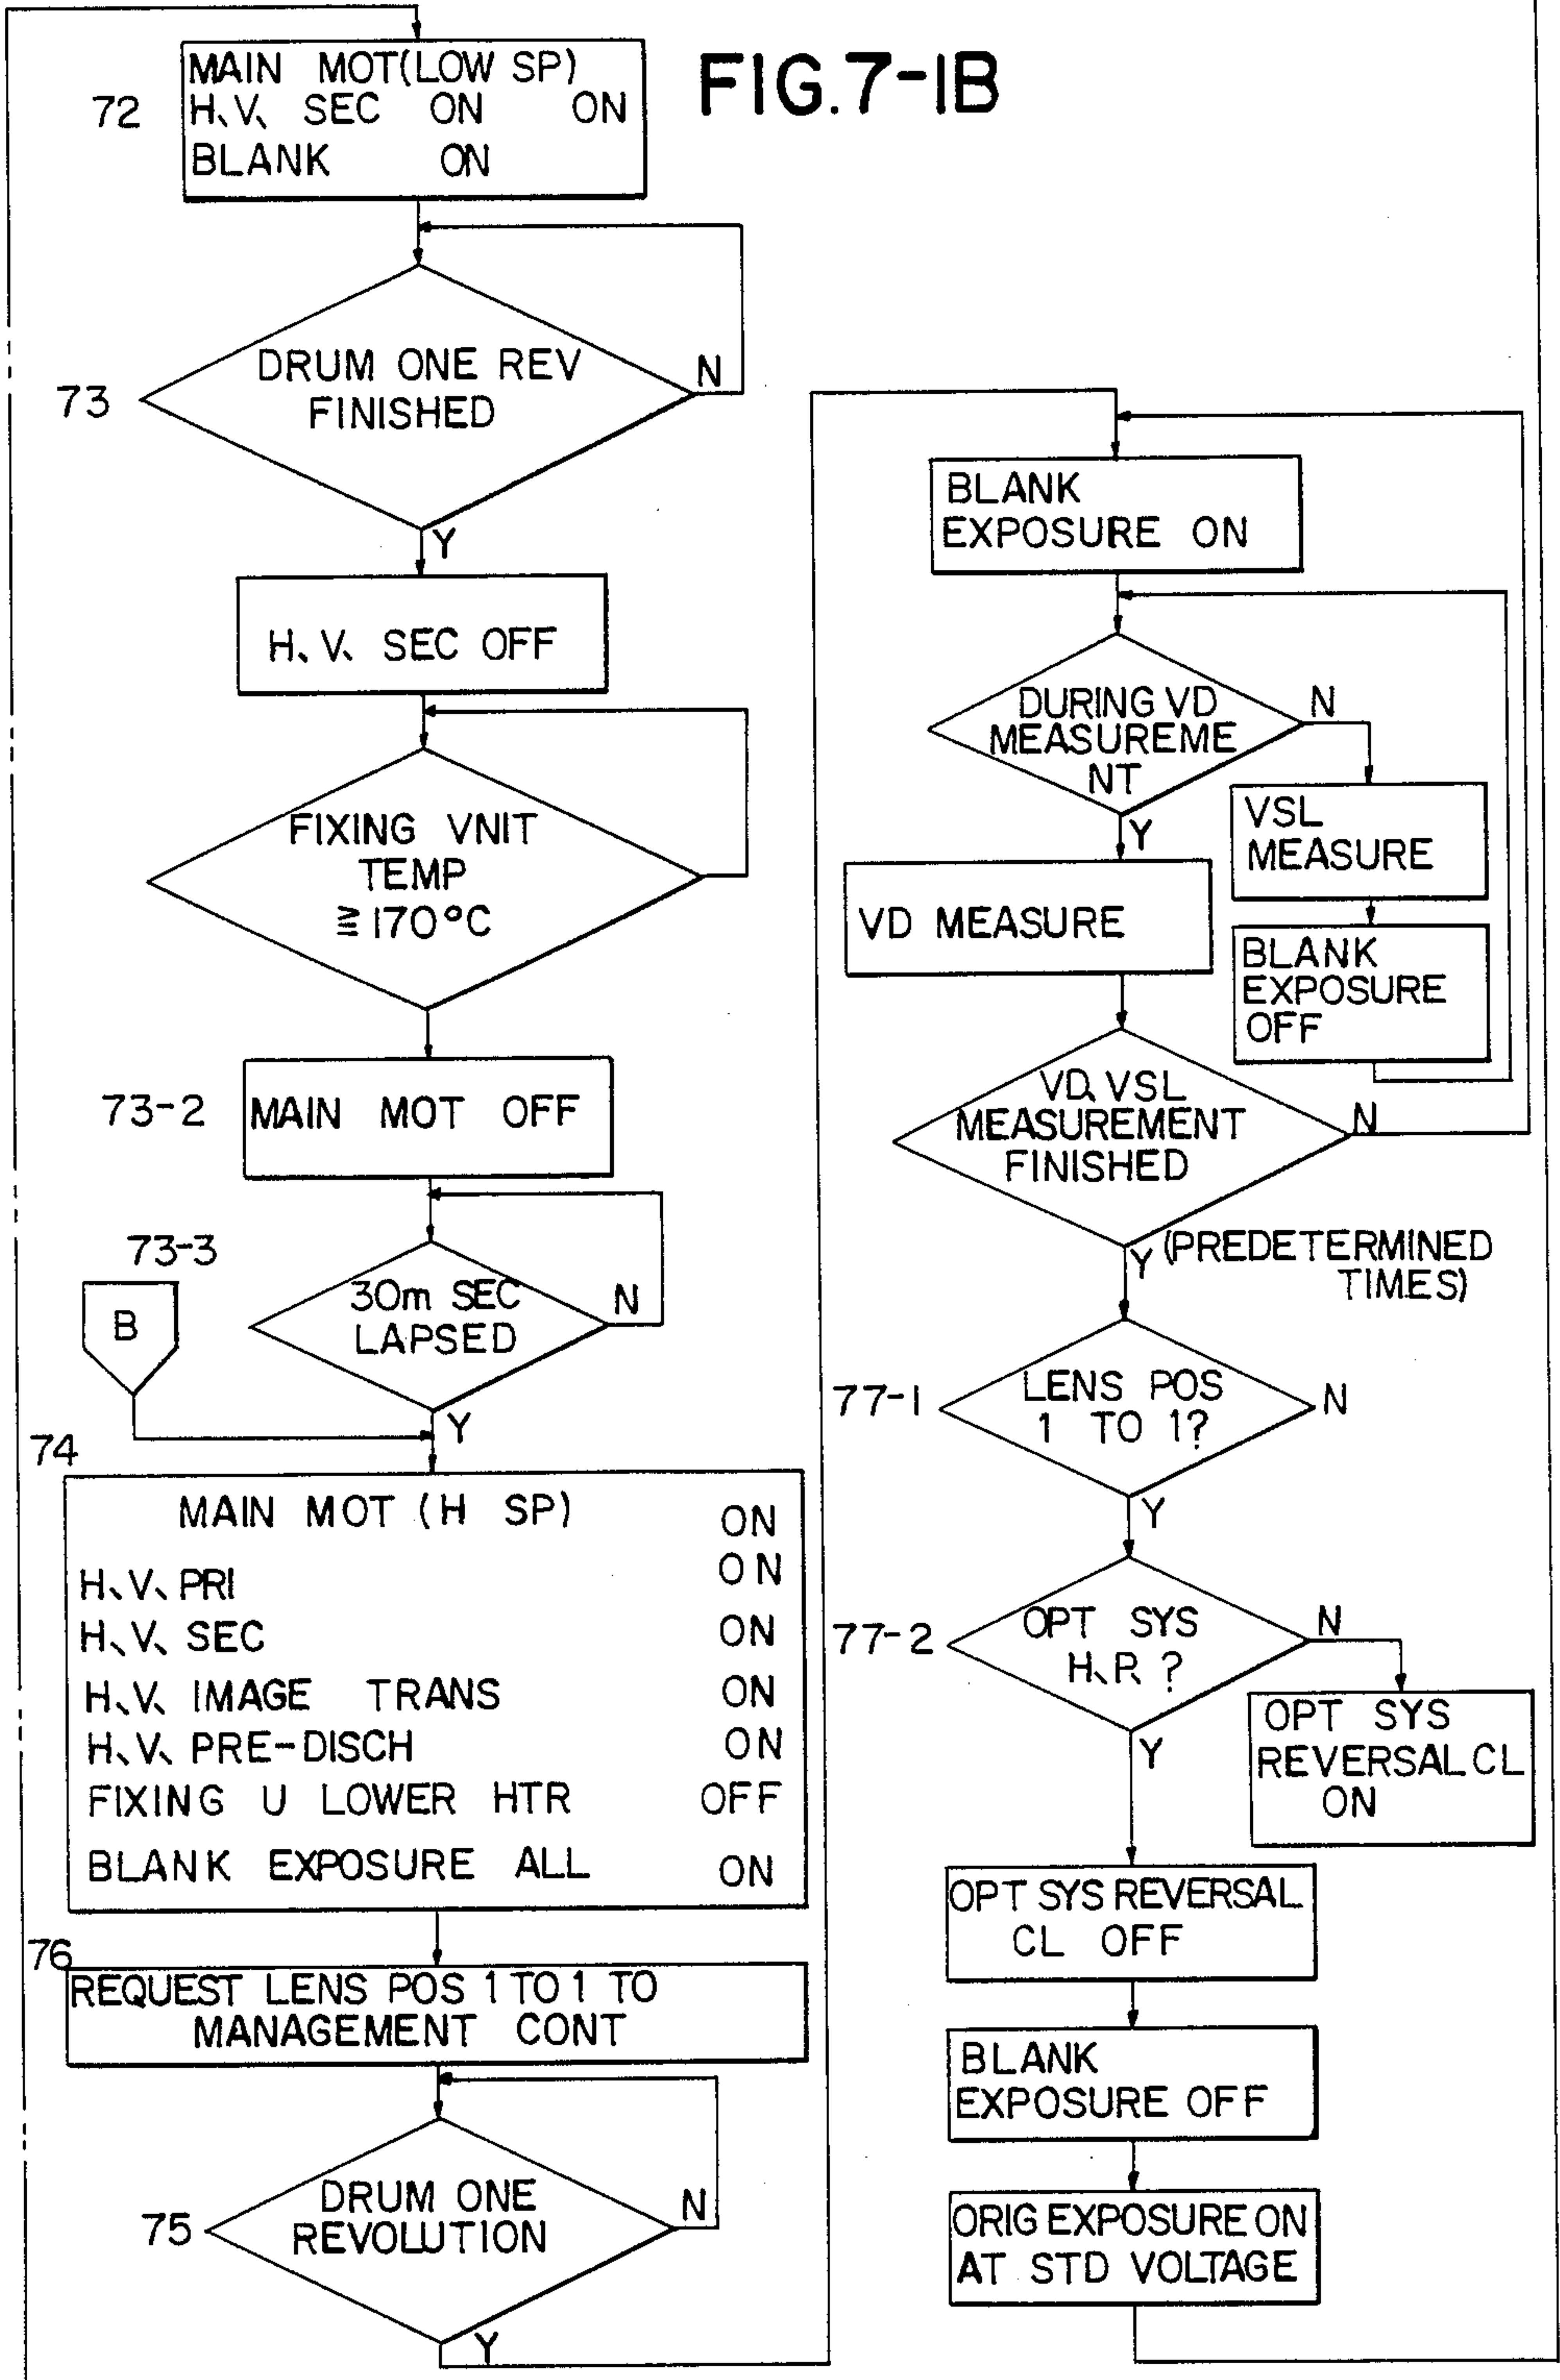 FIG.7-1B
MAIN MOT(LOW SP)
72
H.V. SEC ON ON
BLANK ON
DRUM ONE REV
FINISHED
N
73
Y
H.V. SEC OFF
FIXING VNIT
TEMP
≧170°C
73-2
MAIN MOT OFF
73-3
30m SEC
LAPSED
N
B
Y
74
MAIN MOT (H SP) ON
H.V. PRI ON
H.V. SEC ON
H.V. IMAGE TRANS ON
H.V. PRE-DISCH ON
FIXING U LOWER HTR OFF
BLANK EXPOSURE ALL ON
76
REQUEST LENS POS 1 TO 1 TO
MANAGEMENT CONT
75
DRUM ONE
REVOLUTION
N
Y
BLANK
EXPOSURE ON
DURING VD
MEASUREME
NT
N
Y
VSL
MEASURE
VD MEASURE
BLANK
EXPOSURE
OFF
VD, VSL
MEASUREMENT
FINISHED
N
Y (PREDETERMINED
TIMES)
77-1
LENS POS
1 TO 1?
N
Y
77-2
OPT SYS
H.P. ?
N
Y
OPT SYS
REVERSAL CL
ON
OPT SYS REVERSAL
CL OFF
BLANK
EXPOSURE OFF
ORIG EXPOSURE ON
AT STD VOLTAGE